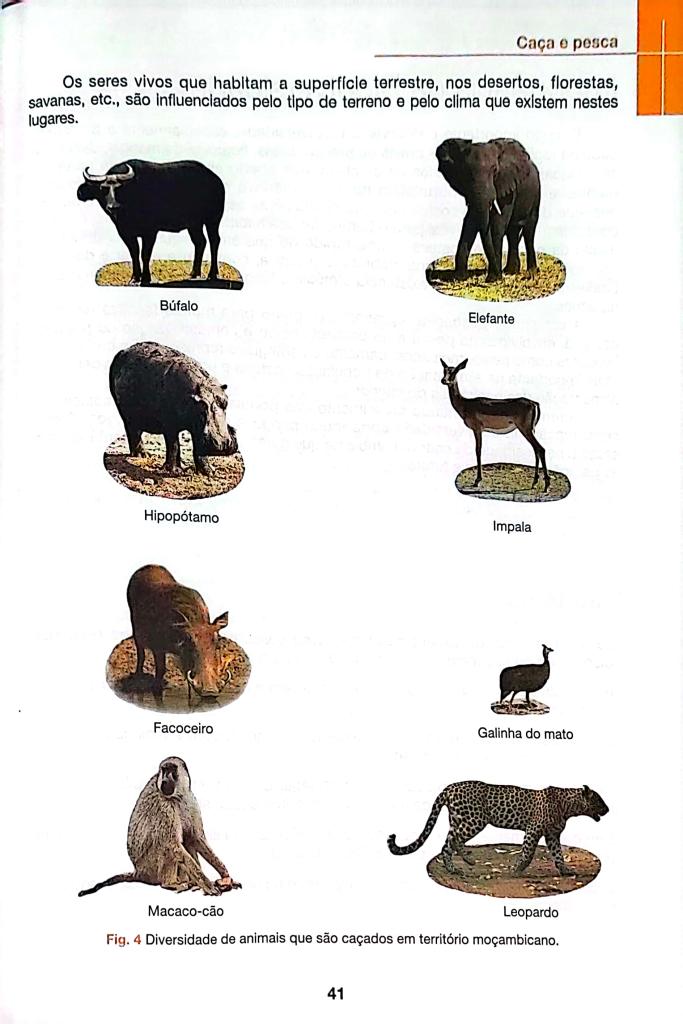 Caça e pesca
Os seres vivos que habitam a superfície terrestre, nos desertos, florestas,
savanas, etc., são influenciados pelo tipo de terreno e pelo clima que existem nestes
lugares.
Búfalo
Elefante
Hipopótamo
Impala
Facoceiro
Galinha do mato
Macaco-cão
Leopardo
Fig. 4 Diversidade de animais que são caçados em território moçambicano.
41